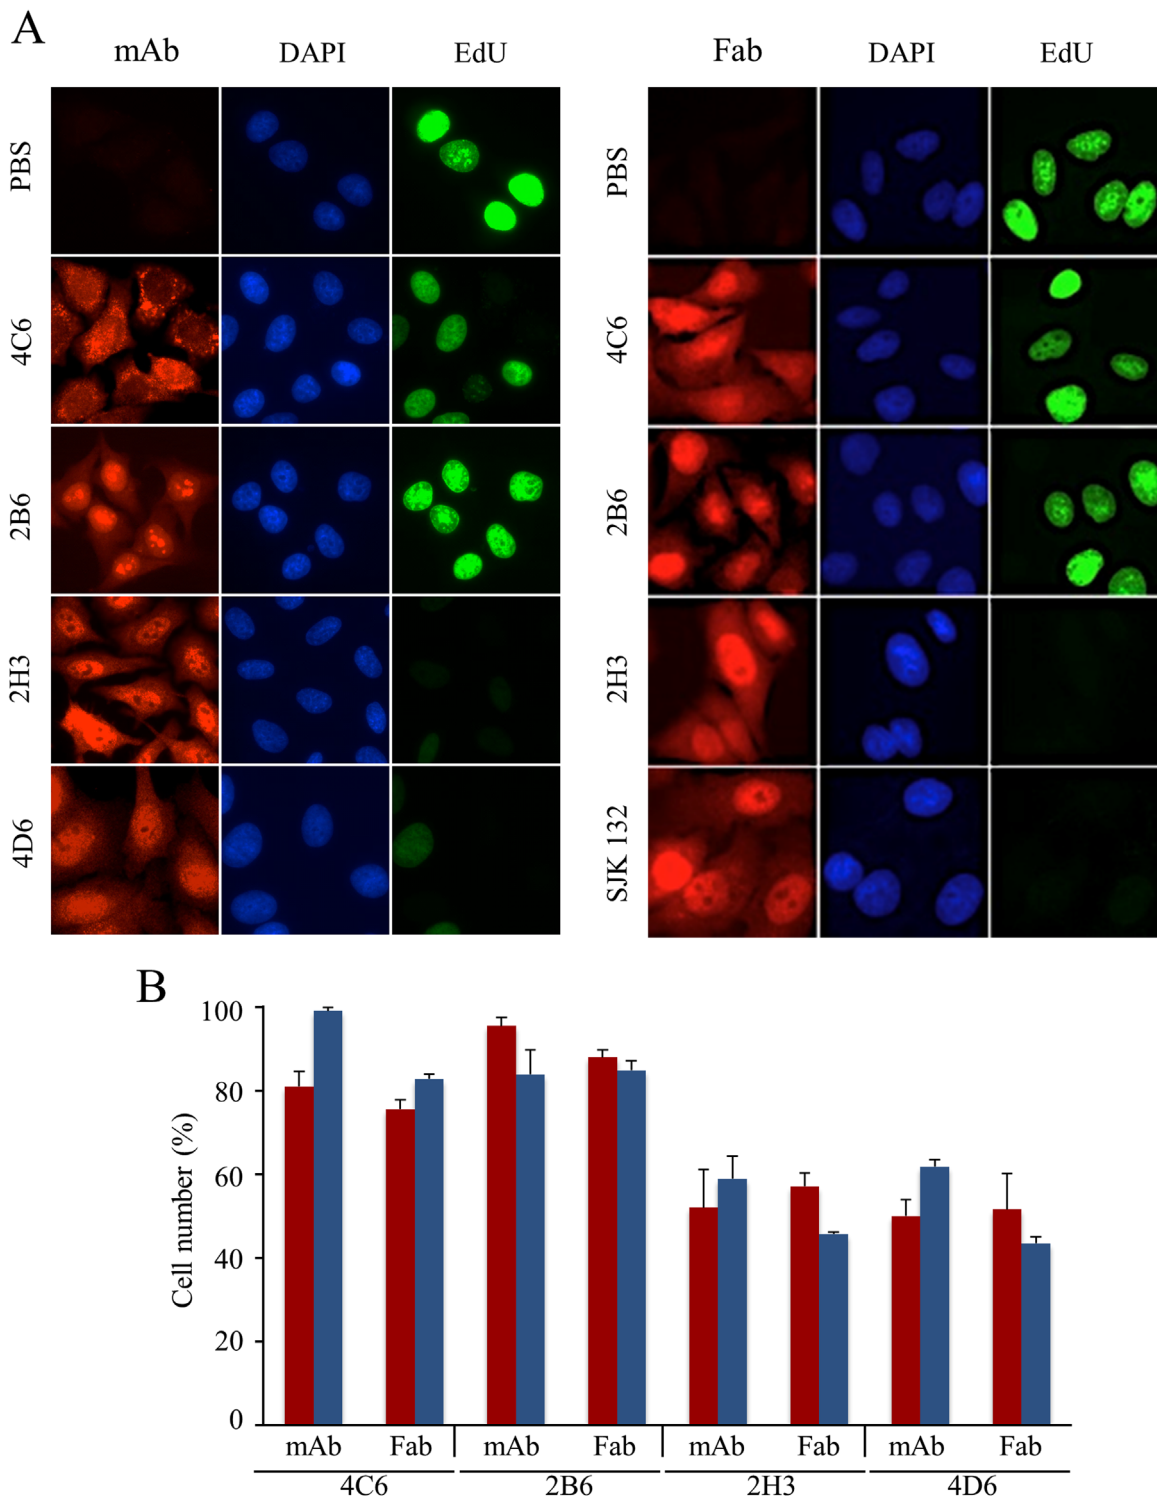 A
mAb DAPI EdU Fab DAPI EdU
PBS PBS
4C6 4C6
2B6 2B6
2H3 2H3
4D6 SJK 132
B
Cell number (%)
100
80
60
40
20
0
mAb Fab mAb Fab mAb Fab mAb Fab
4C6 2B6 2H3 4D6